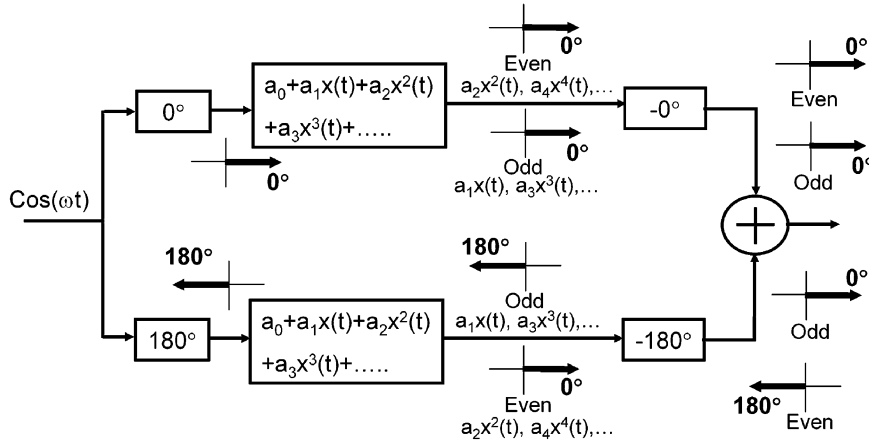 0°
Even
a₂x²(t), a₄x⁴(t),...
0°
Even
0°
a₀+a₁x(t)+a₂x²(t)
+a₃x³(t)+.....
-0°
0°
Odd
0°
a₁x(t), a₃x³(t),...
0°
Odd
Cos(ωt)
180°
180°
Odd
a₁x(t), a₃x³(t),...
0°
Odd
180°
a₀+a₁x(t)+a₂x²(t)
+a₃x³(t)+.....
-180°
0°
Even
a₂x²(t), a₄x⁴(t),...
180°
Even